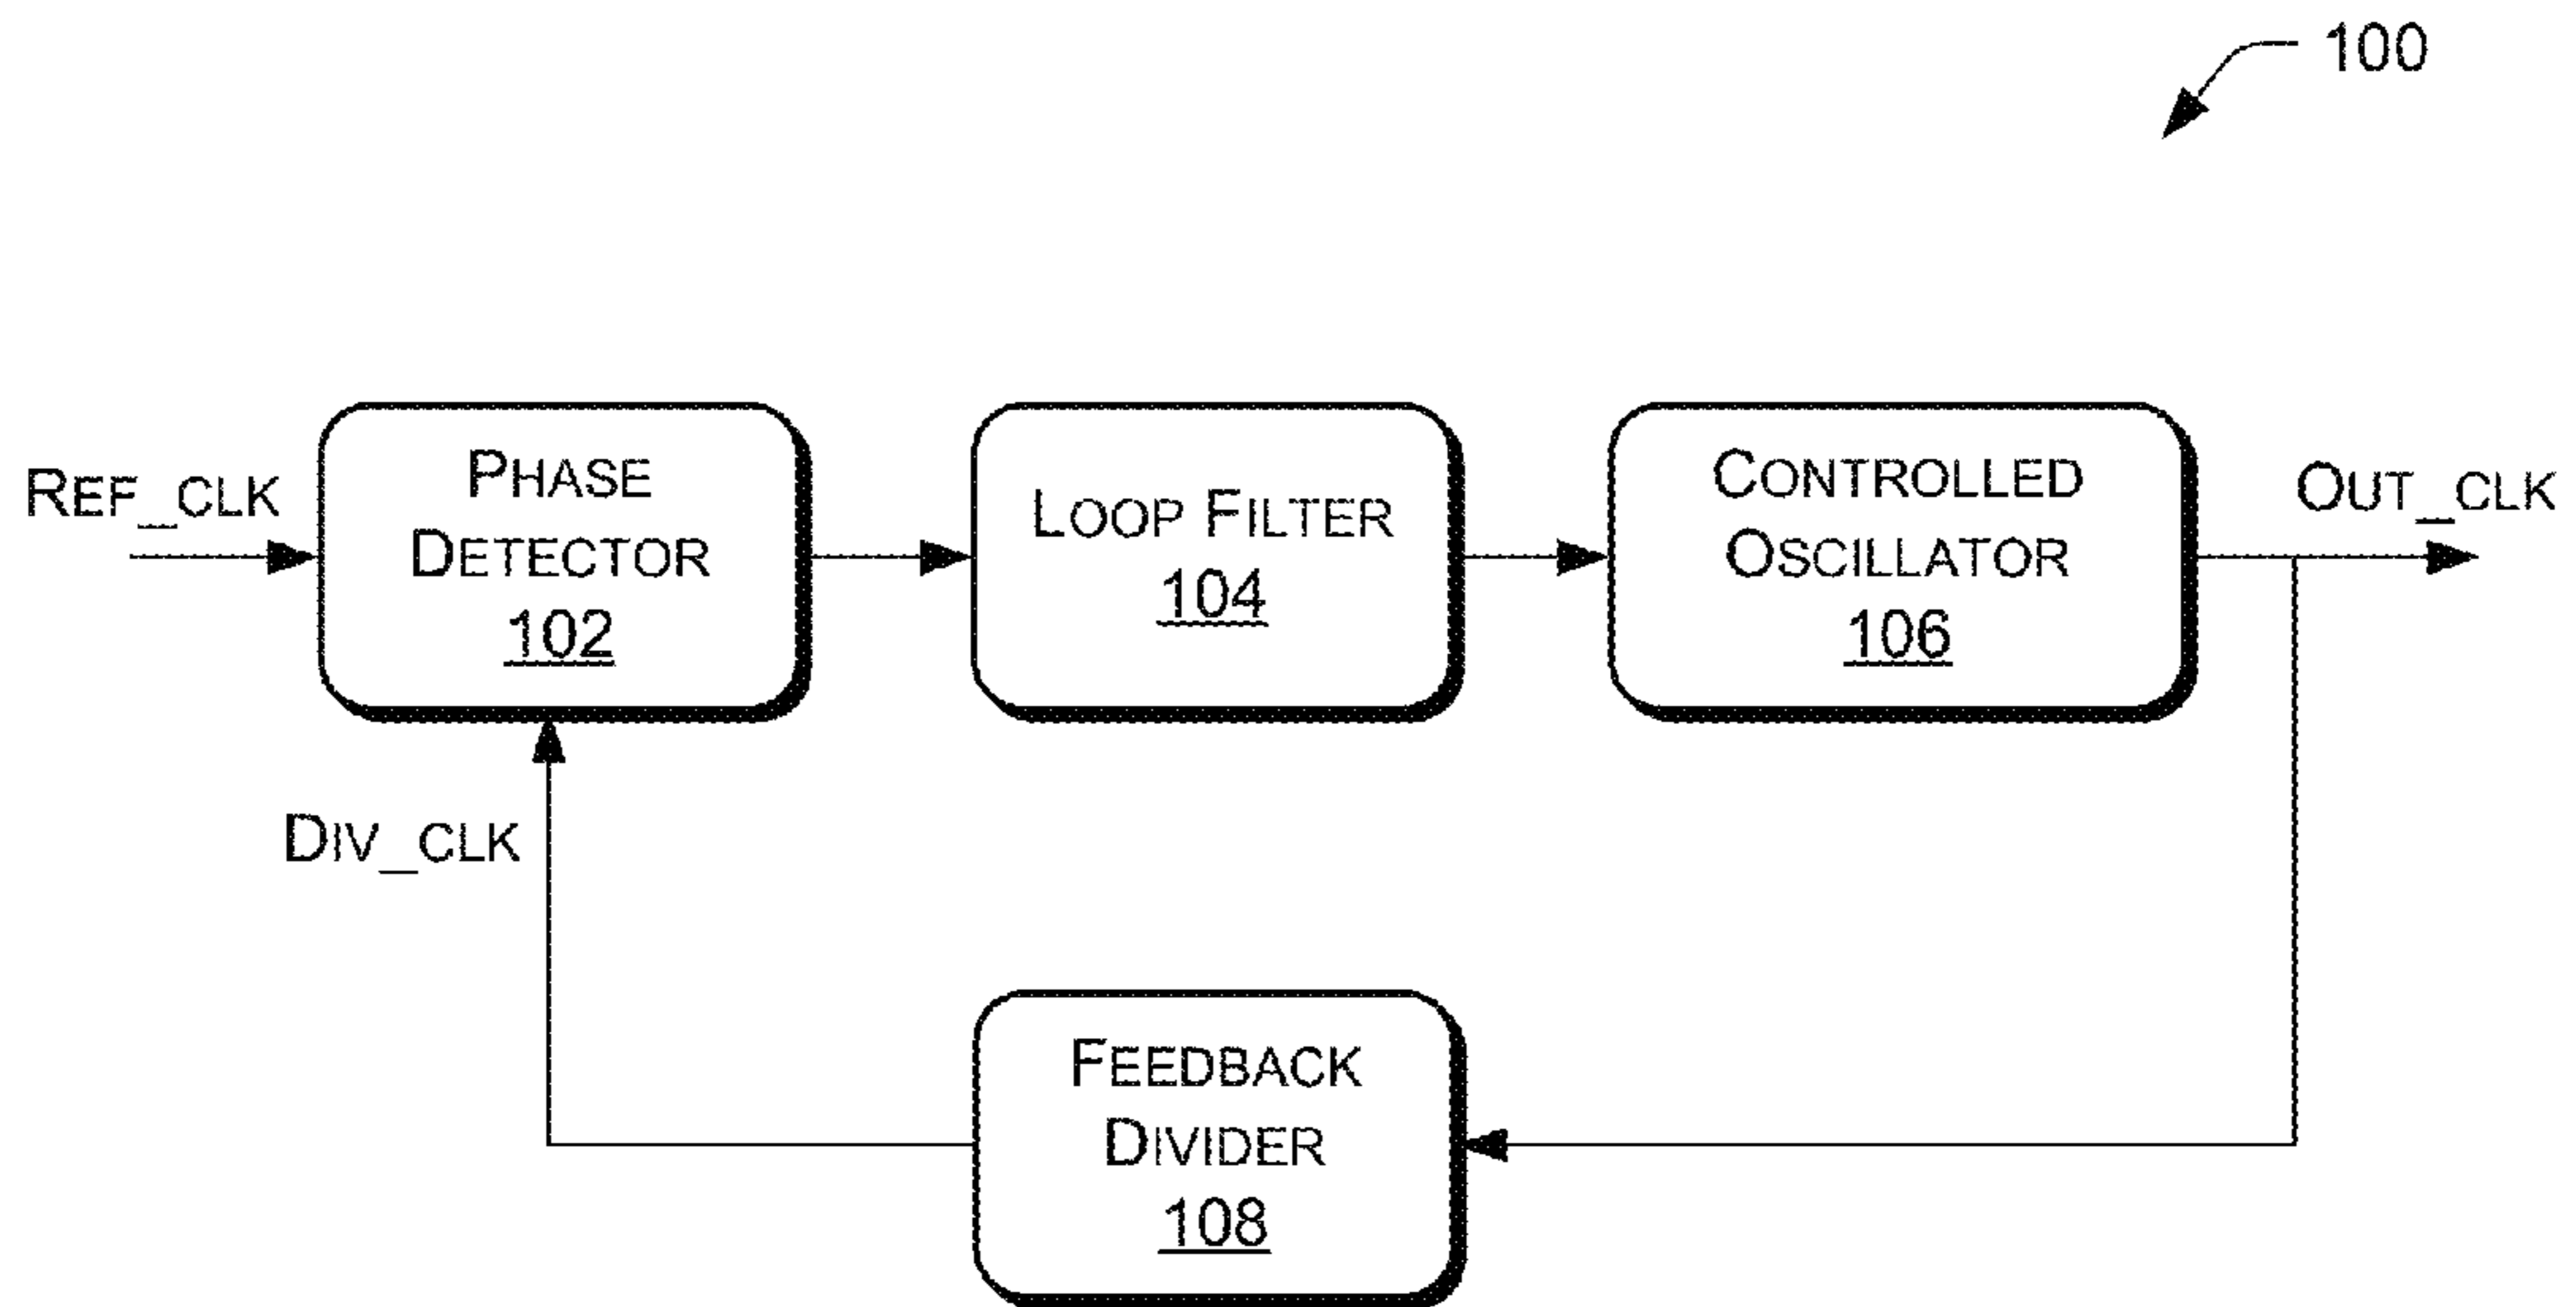 100
REF_CLK
PHASE
DETECTOR
102
LOOP FILTER
104
CONTROLLED
OSCILLATOR
106
OUT_CLK
DIV_CLK
FEEDBACK
DIVIDER
108